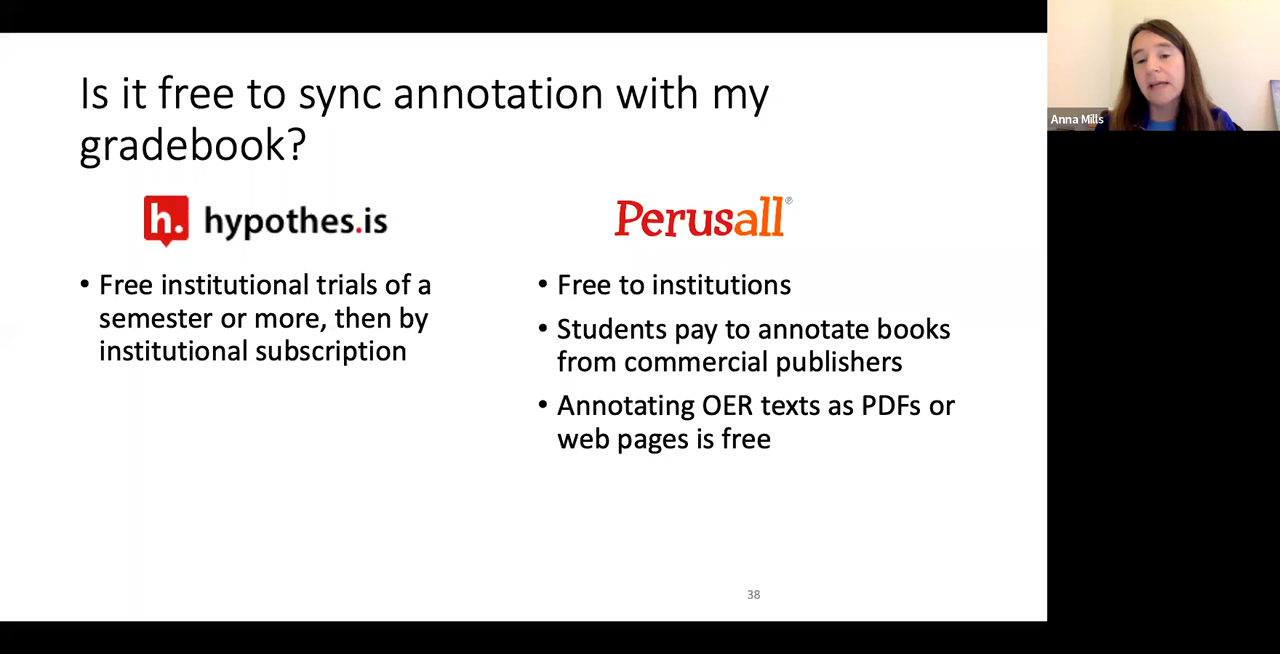 Is it free to sync annotation with my
gradebook?
h. hypothes.is
• Free institutional trials of a
semester or more, then by
institutional subscription
Perusall®
• Free to institutions
• Students pay to annotate books
from commercial publishers
• Annotating OER texts as PDFs or
web pages is free
38
Anna Mills